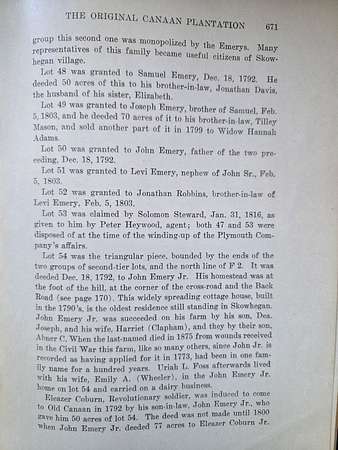 THE ORIGINAL CANAAN PLANTATION 671
group this second one was monopolized by the Emerys. Many
representatives of this family became useful citizens of Skow-
hegan village.
Lot 48 was granted to Samuel Emery, Dec. 18, 1792. He
deeded 50 acres of this to his brother-in-law, Jonathan Davis,
the husband of his sister, Elizabeth.
Lot 49 was granted to Joseph Emery, brother of Samuel, Feb.
5, 1803, and he deeded 70 acres of it to his brother-in-law, Tilley
Mason, and sold another part of it in 1799 to Widow Hannah
Adams.
Lot 50 was granted to John Emery, father of the two pre-
ceding, Dec. 18, 1792.
Lot 51 was granted to Levi Emery, nephew of John Sr., Feb.
5, 1803.
Lot 52 was granted to Jonathan Robbins, brother-in-law of
Levi Emery, Feb. 5, 1803.
Lot 53 was claimed by Solomon Steward, Jan. 31, 1816, as
given to him by Peter Heywood, agent; both 47 and 53 were
disposed of at the time of the winding-up of the Plymouth Com-
pany's affairs.
Lot 54 was the triangular piece, bounded by the ends of the
two groups of second-tier lots, and the north line of F 2. It was
deeded Dec. 18, 1792, to John Emery Jr. His homestead was at
the foot of the hill, at the corner of the cross-road and the Back
Road (see page 170). This widely spreading cottage house, built
in the 1790's, is the oldest residence still standing in Skowhegan.
John Emery Jr. was succeeded on his farm by his son, Dea.
Joseph, and his wife, Harriet (Clapham), and they by their son,
Abner C. When the last-named died in 1875 from wounds received
in the Civil War this farm, like so many others, since John Jr. is
recorded as having applied for it in 1773, had been in one fam-
ily name for a hundred years. Uriah L. Foss afterwards lived
with his wife, Emily A. (Wheeler), in the John Emery Jr.
home on lot 54 and carried on a dairy business.
Eleazer Coburn, Revolutionary soldier, was induced to come
to Old Canaan in 1792 by his son-in-law, John Emery Jr., who
gave him 50 acres of lot 54. The deed was not made until 1800
when John Emery Jr. deeded 77 acres to Eleazer Coburn Jr.